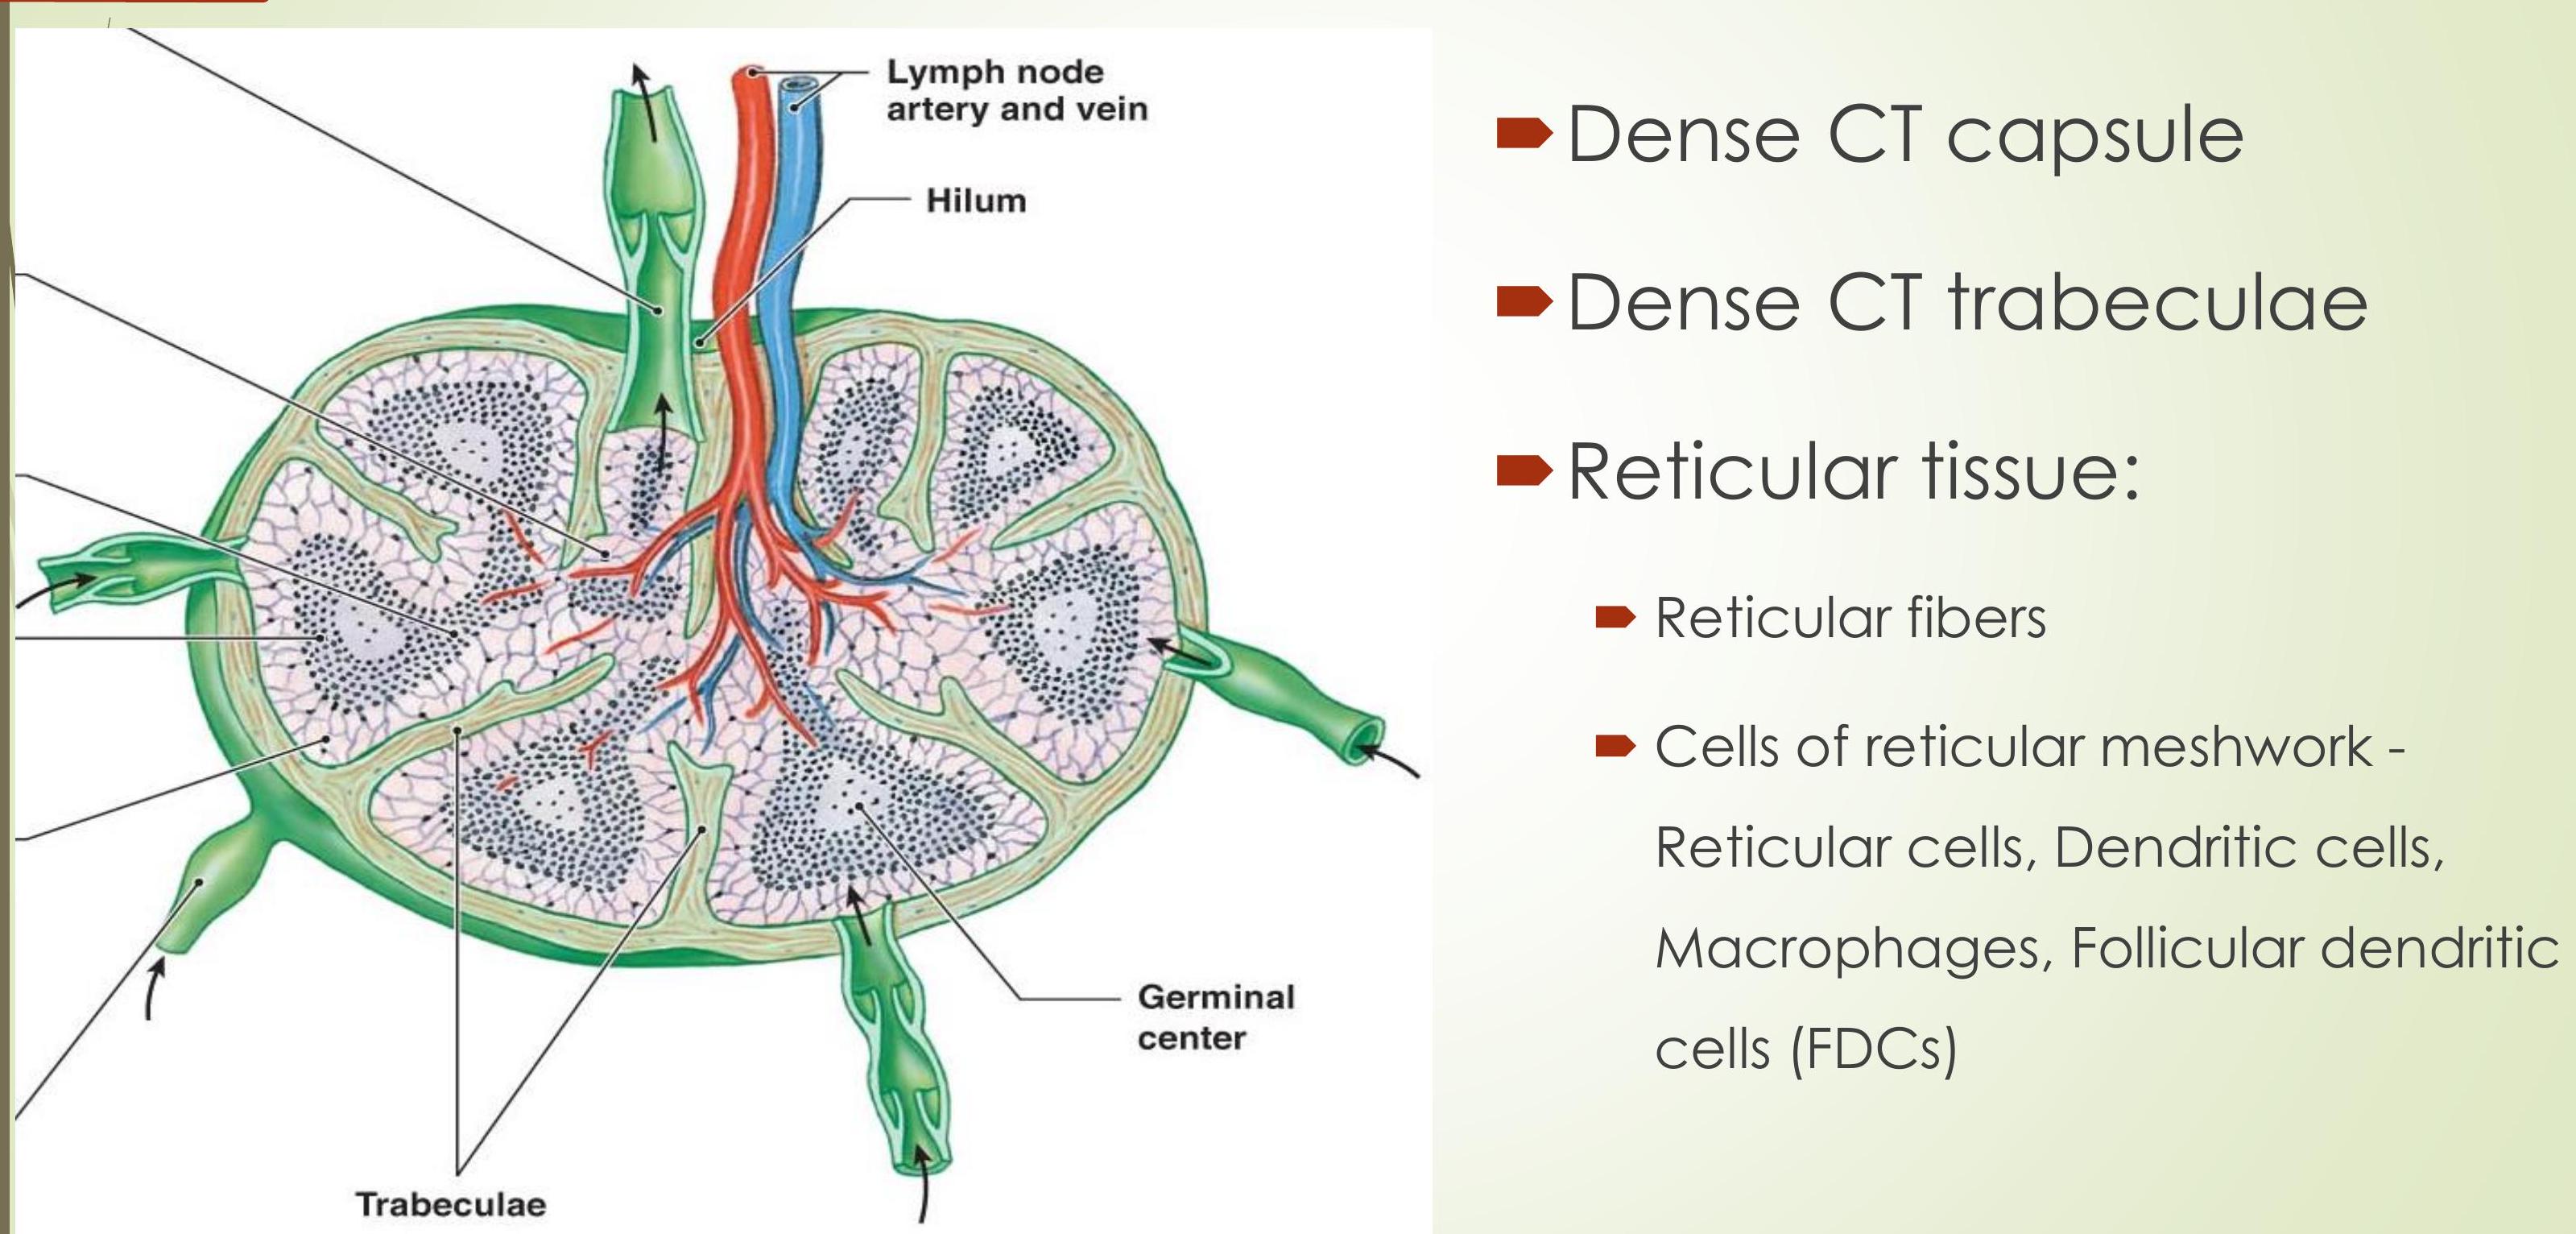 Lymph node
artery and vein
Hilum
Germinal
center
Trabeculae
Dense CT capsule
Dense CT trabeculae
Reticular tissue:
Reticular fibers
Cells of reticular meshwork -
Reticular cells, Dendritic cells,
Macrophages, Follicular dendritic
cells (FDCs)